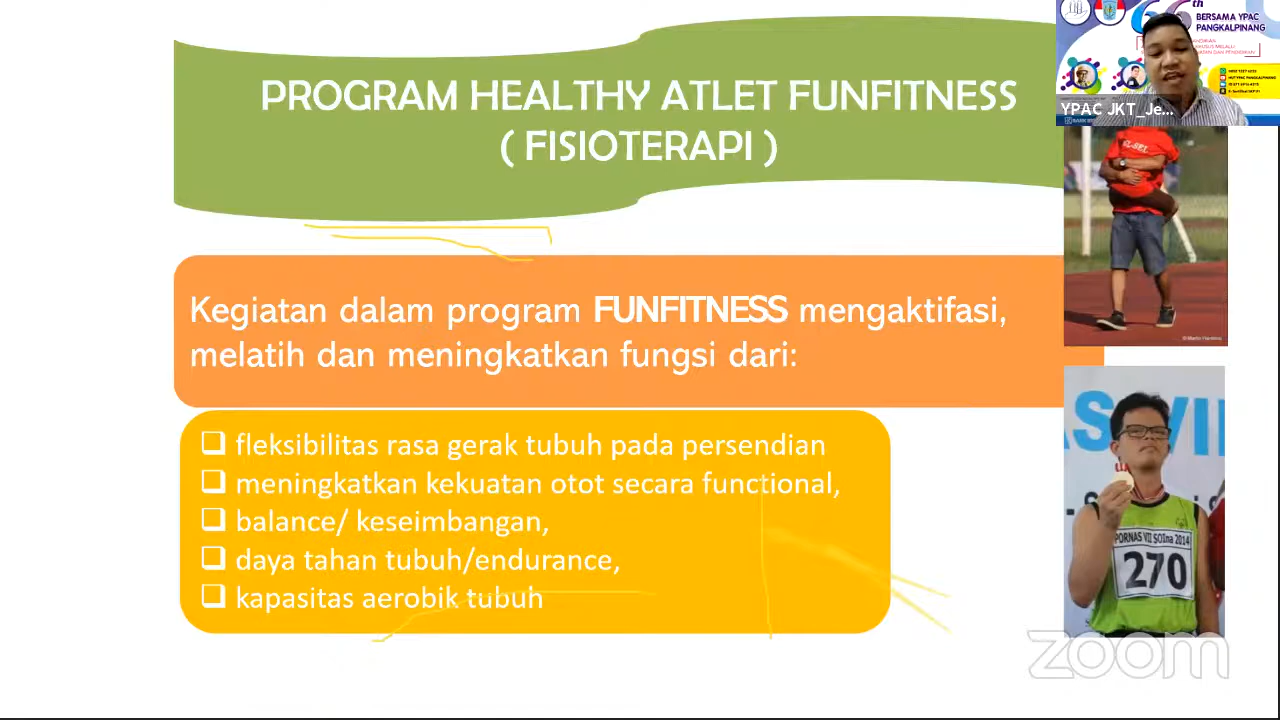 PROGRAM HEALTHY ATLET FUNFITNESS
( FISIOTERAPI )
Kegiatan dalam program FUNFITNESS mengaktifasi,
melatih dan meningkatkan fungsi dari:
fleksibilitas rasa gerak tubuh pada persendian
meningkatkan kekuatan otot secara functional,
balance/ keseimbangan,
daya tahan tubuh/endurance,
kapasitas aerobik tubuh
th
BERSAMA YPAC
PANGKALPINANG
YPAC JKT_Je...
PORNAS VII SOIna 2014
270
zoom